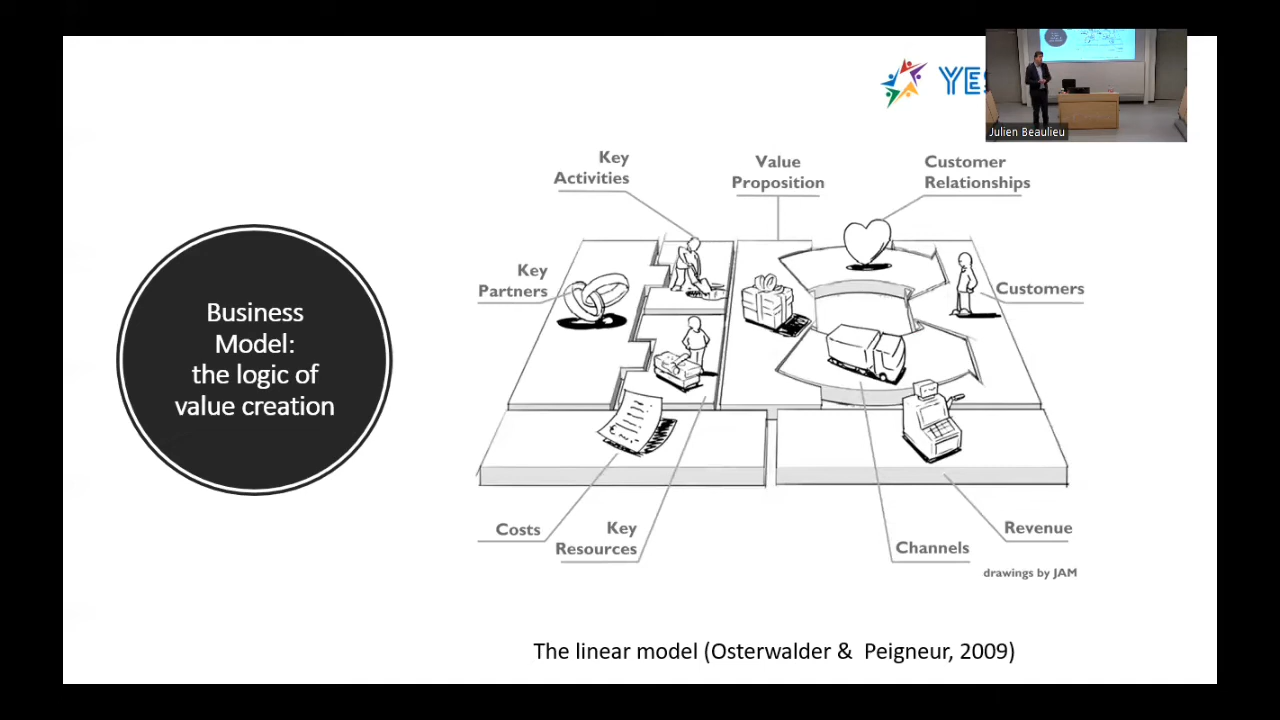 YES
Julien Beaulieu
Key
Activities
Value
Proposition
Customer
Relationships
Key
Partners
Customers
Business
Model:
the logic of
value creation
Costs
Key
Resources
Channels
Revenue
drawings by JAM
The linear model (Osterwalder & Peigneur, 2009)